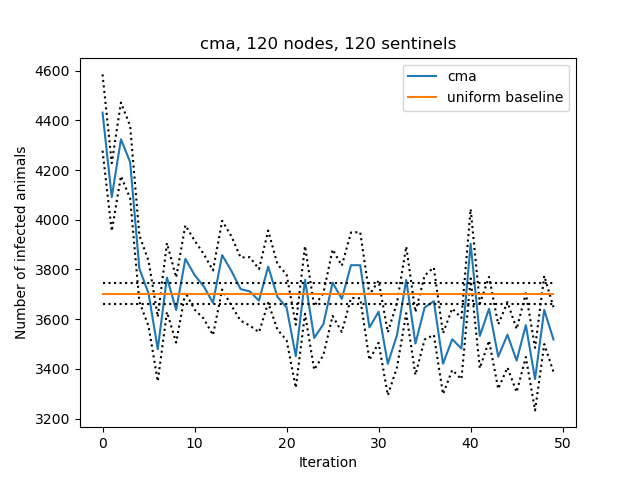 cma, 120 nodes, 120 sentinels
cma
uniform baseline
Number of infected animals
4600
4400
4200
4000
3800
3600
3400
3200
0 10 20 30 40 50
Iteration